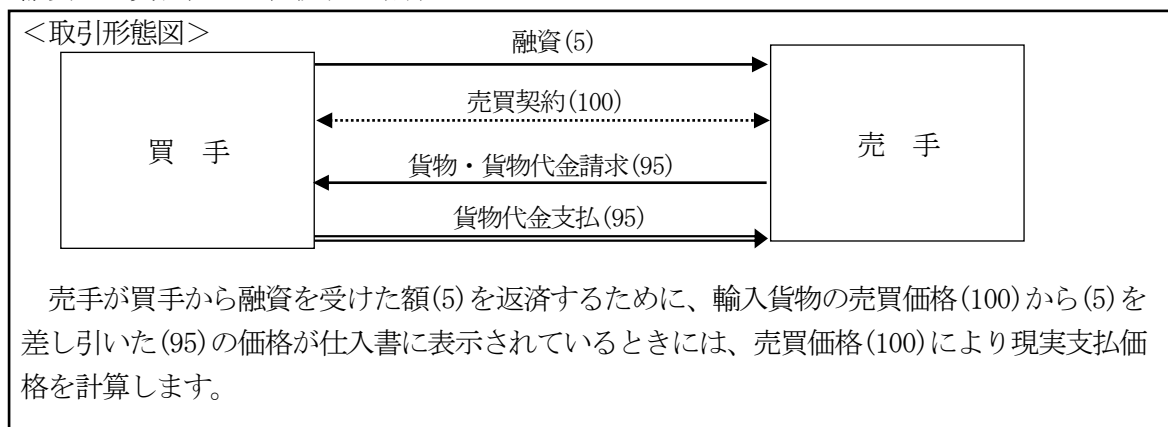 ＜取引形態図＞
融資(5)
売買契約(100)
買　手
売　手
貨物・貨物代金請求(95)
貨物代金支払(95)
売手が買手から融資を受けた額(5)を返済するために、輸入貨物の売買価格(100)から(5)を
差し引いた(95)の価格が仕入書に表示されているときには、売買価格(100)により現実支払価
格を計算します。